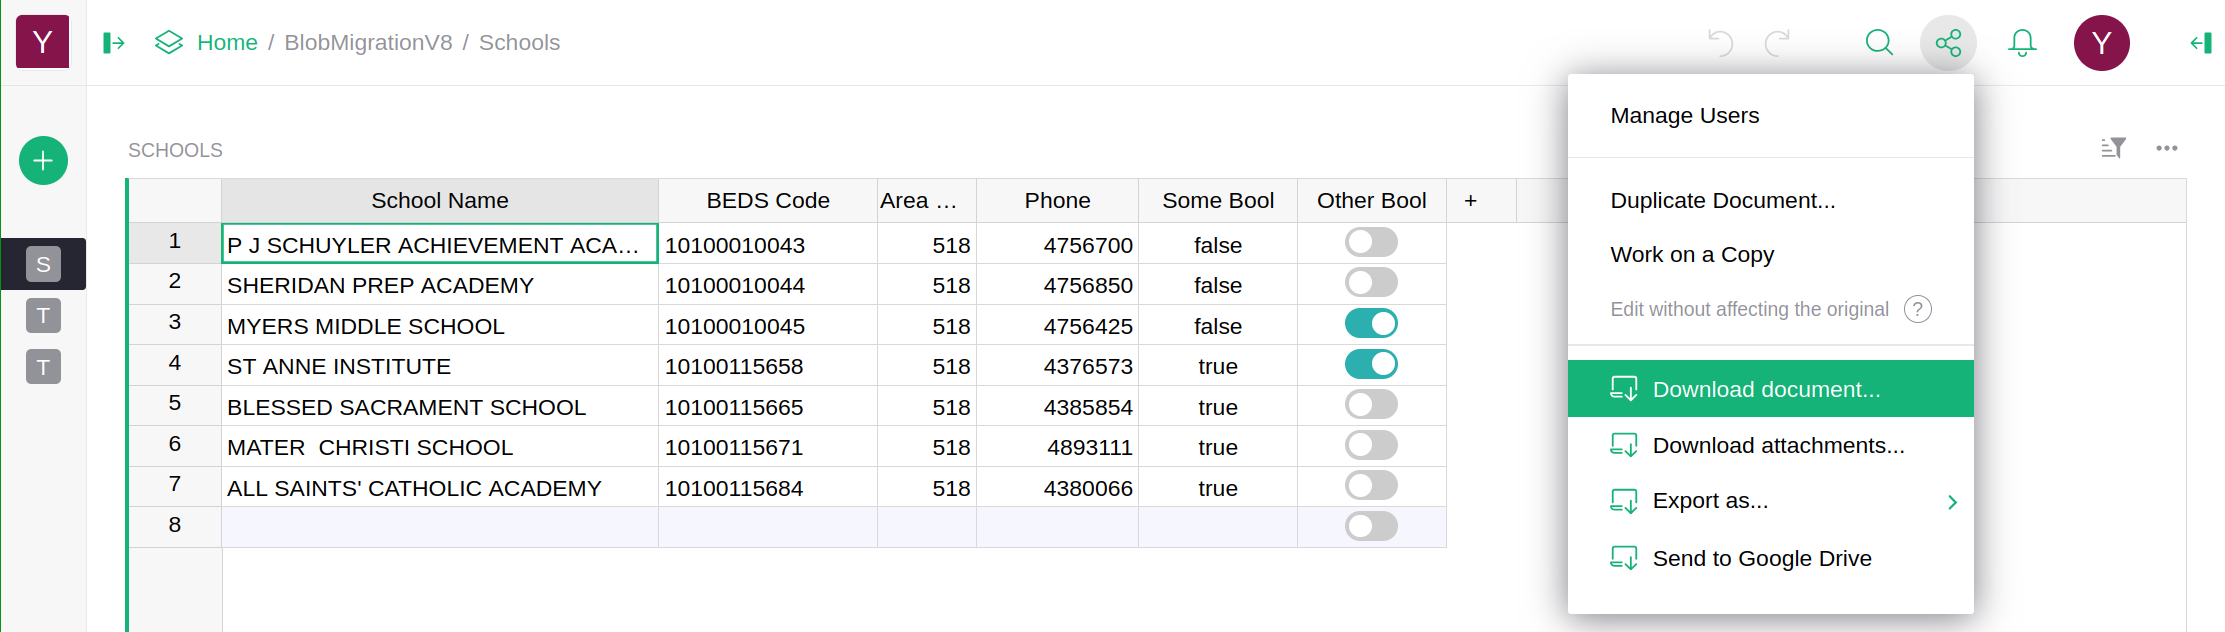 Y
Home / BlobMigrationV8 / Schools
Y
Manage Users
Duplicate Document...
Work on a Copy
Edit without affecting the original ?
Download document...
Download attachments...
Export as...
Send to Google Drive
S
T
T
SCHOOLS
School Name BEDS Code Area ... Phone Some Bool Other Bool +
1 P J SCHUYLER ACHIEVEMENT ACA... 10100010043 518 4756700 false
2 SHERIDAN PREP ACADEMY 10100010044 518 4756850 false
3 MYERS MIDDLE SCHOOL 10100010045 518 4756425 false
4 ST ANNE INSTITUTE 10100115658 518 4376573 true
5 BLESSED SACRAMENT SCHOOL 10100115665 518 4385854 true
6 MATER  CHRISTI SCHOOL 10100115671 518 4893111 true
7 ALL SAINTS' CATHOLIC ACADEMY 10100115684 518 4380066 true
8